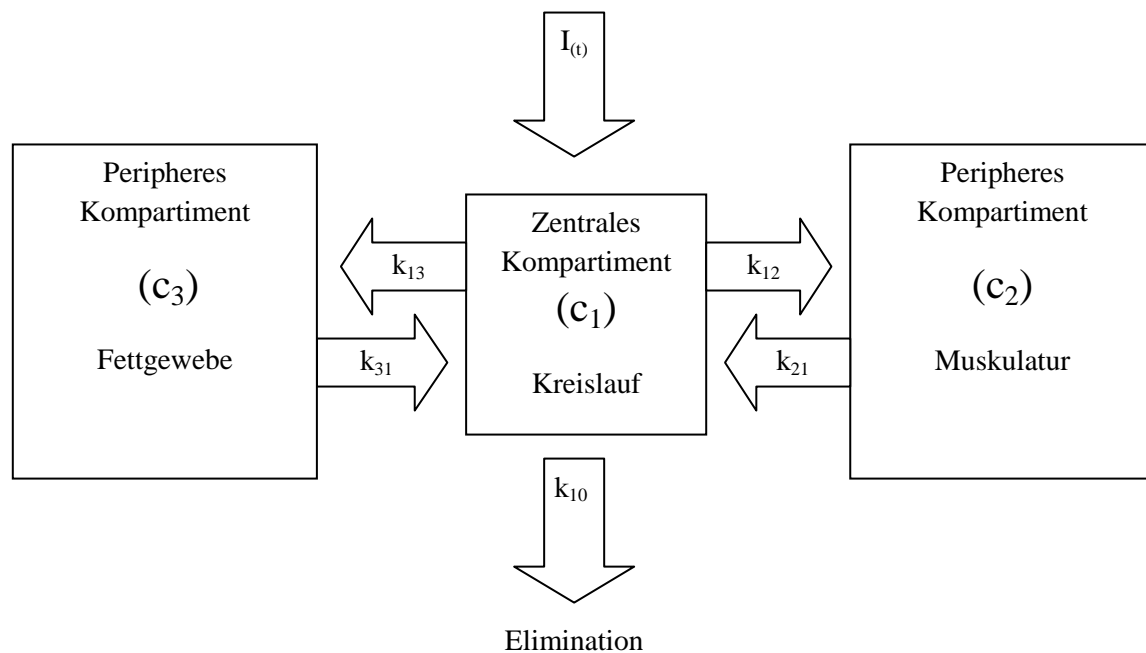 I(t)
Peripheres
Kompartiment
(c3)
Fettgewebe
k13
k31
Zentrales
Kompartiment
(c1)
Kreislauf
k12
k21
Peripheres
Kompartiment
(c2)
Muskulatur
k10
Elimination